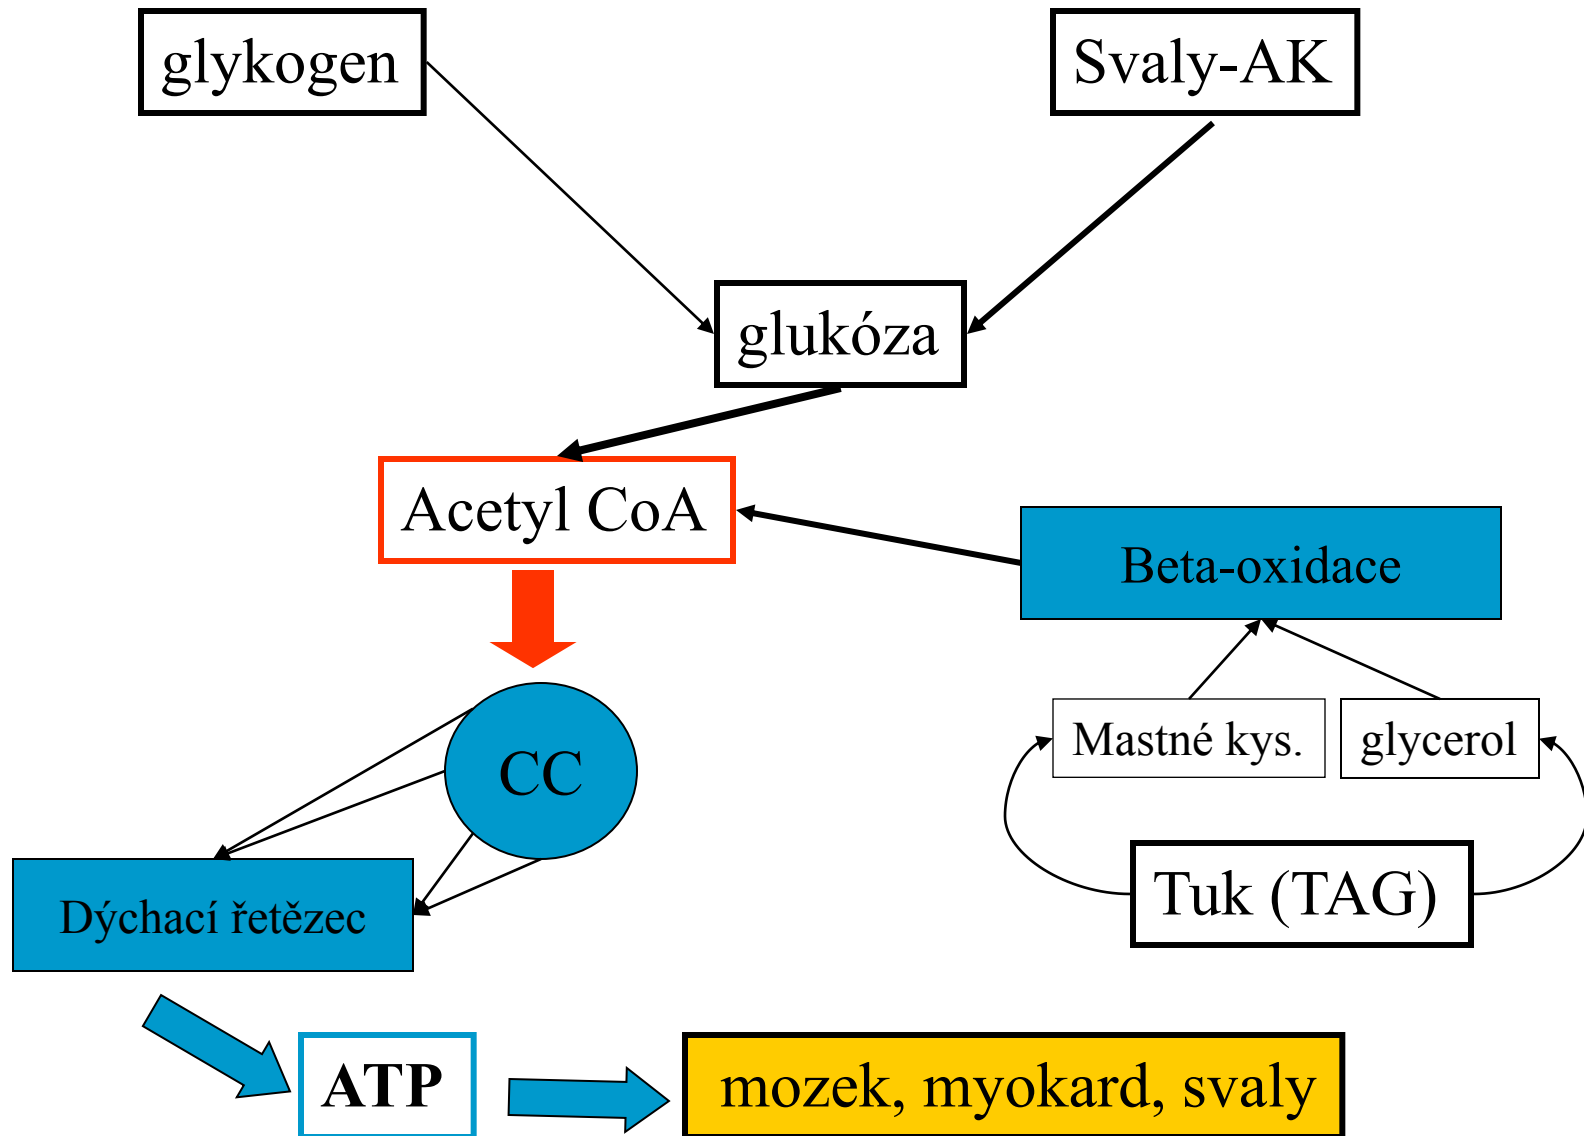 glykogen
Svaly-AK
glukóza
Acetyl CoA
Beta-oxidace
CC
Mastné kys.
glycerol
Dýchací řetězec
Tuk (TAG)
ATP
mozek, myokard, svaly